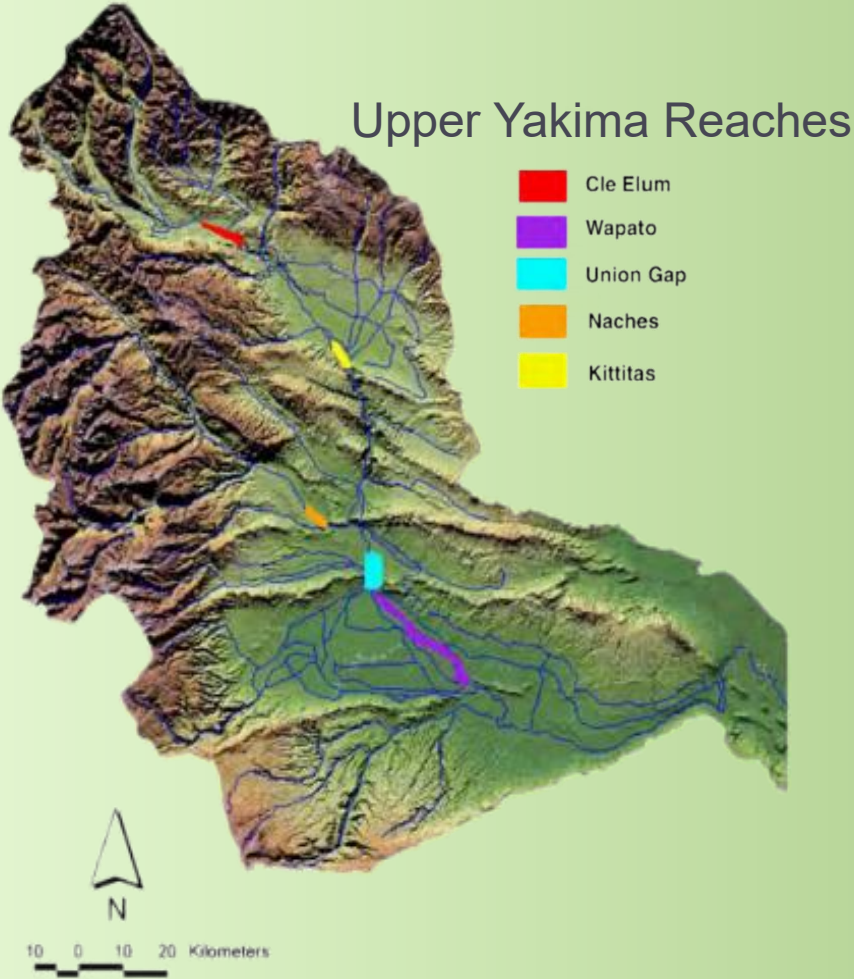 Upper Yakima Reaches
Cle Elum
Wapato
Union Gap
Naches
Kittitas
N
10 0 10 20 Kilometers